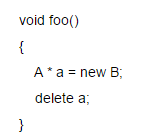 void foo()
{
A * a = new B;
delete a;
}